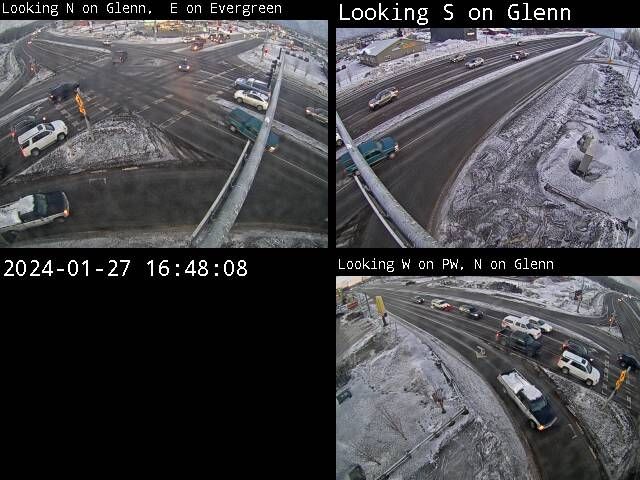 Looking N on Glenn,  E on Evergreen
Looking S on Glenn
2024-01-27 16:48:08
Looking W on PW, N on Glenn